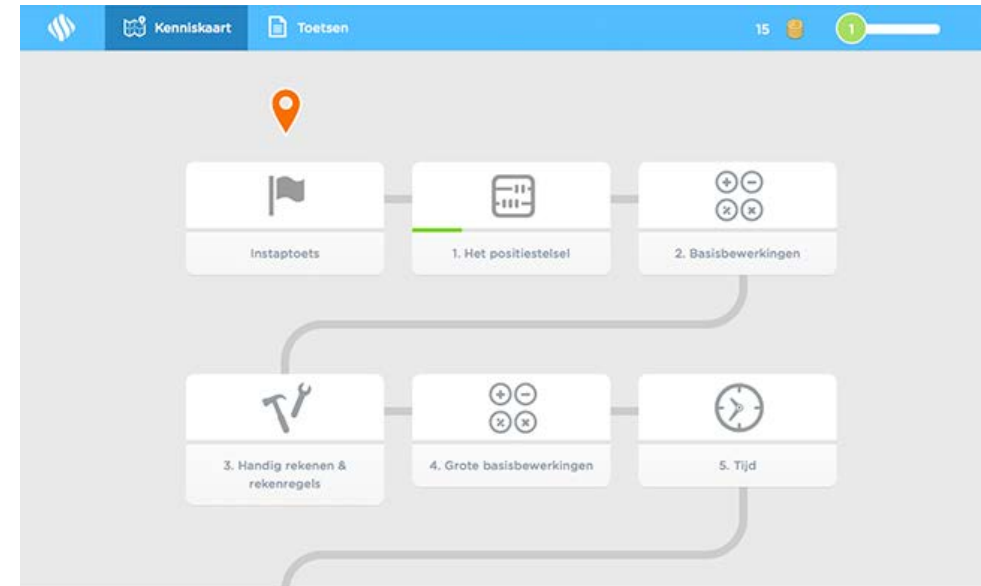 Kenniskaart
Toetsen
15
1
Instaptoets
1. Het positiestelsel
2. Basisbewerkingen
3. Handig rekenen &
rekenregels
4. Grote basisbewerkingen
5. Tijd